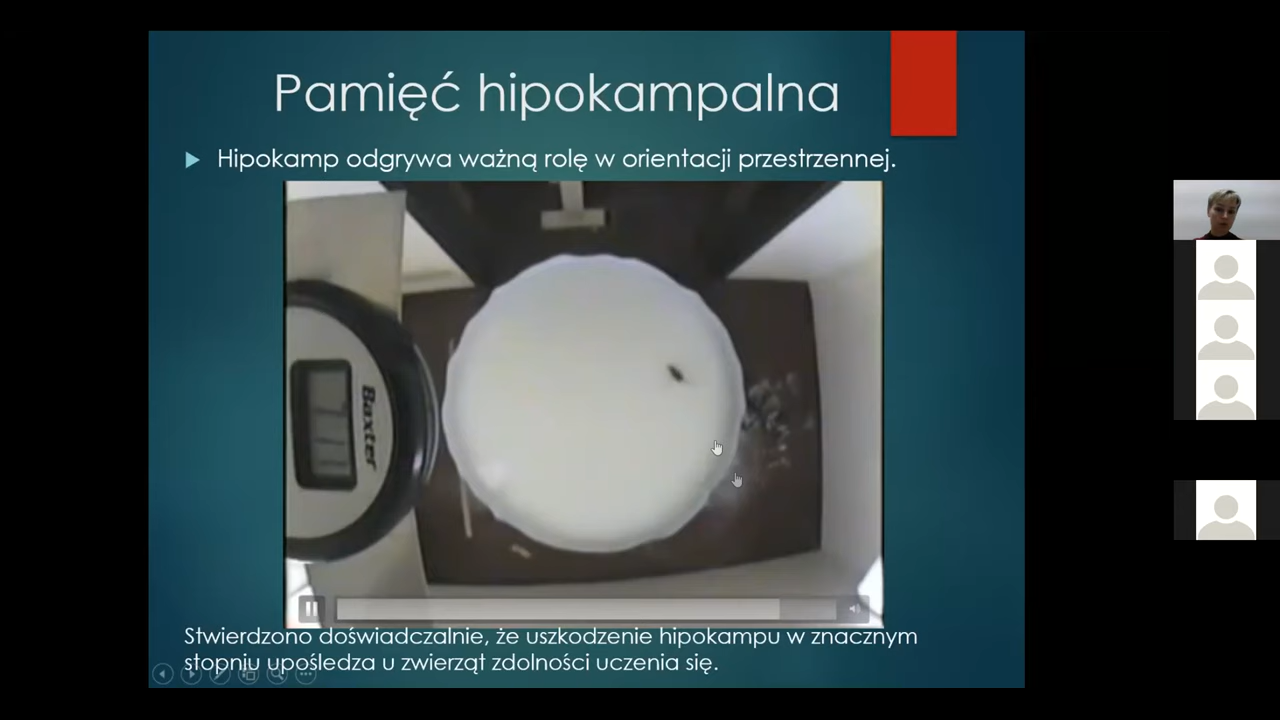 Pamięć hipokampalna
Hipokamp odgrywa ważną rolę w orientacji przestrzennej.
Baxter
Stwierdzono doświadczalnie, że uszkodzenie hipokampu w znacznym
stopniu upośledza u zwierząt zdolności uczenia się.